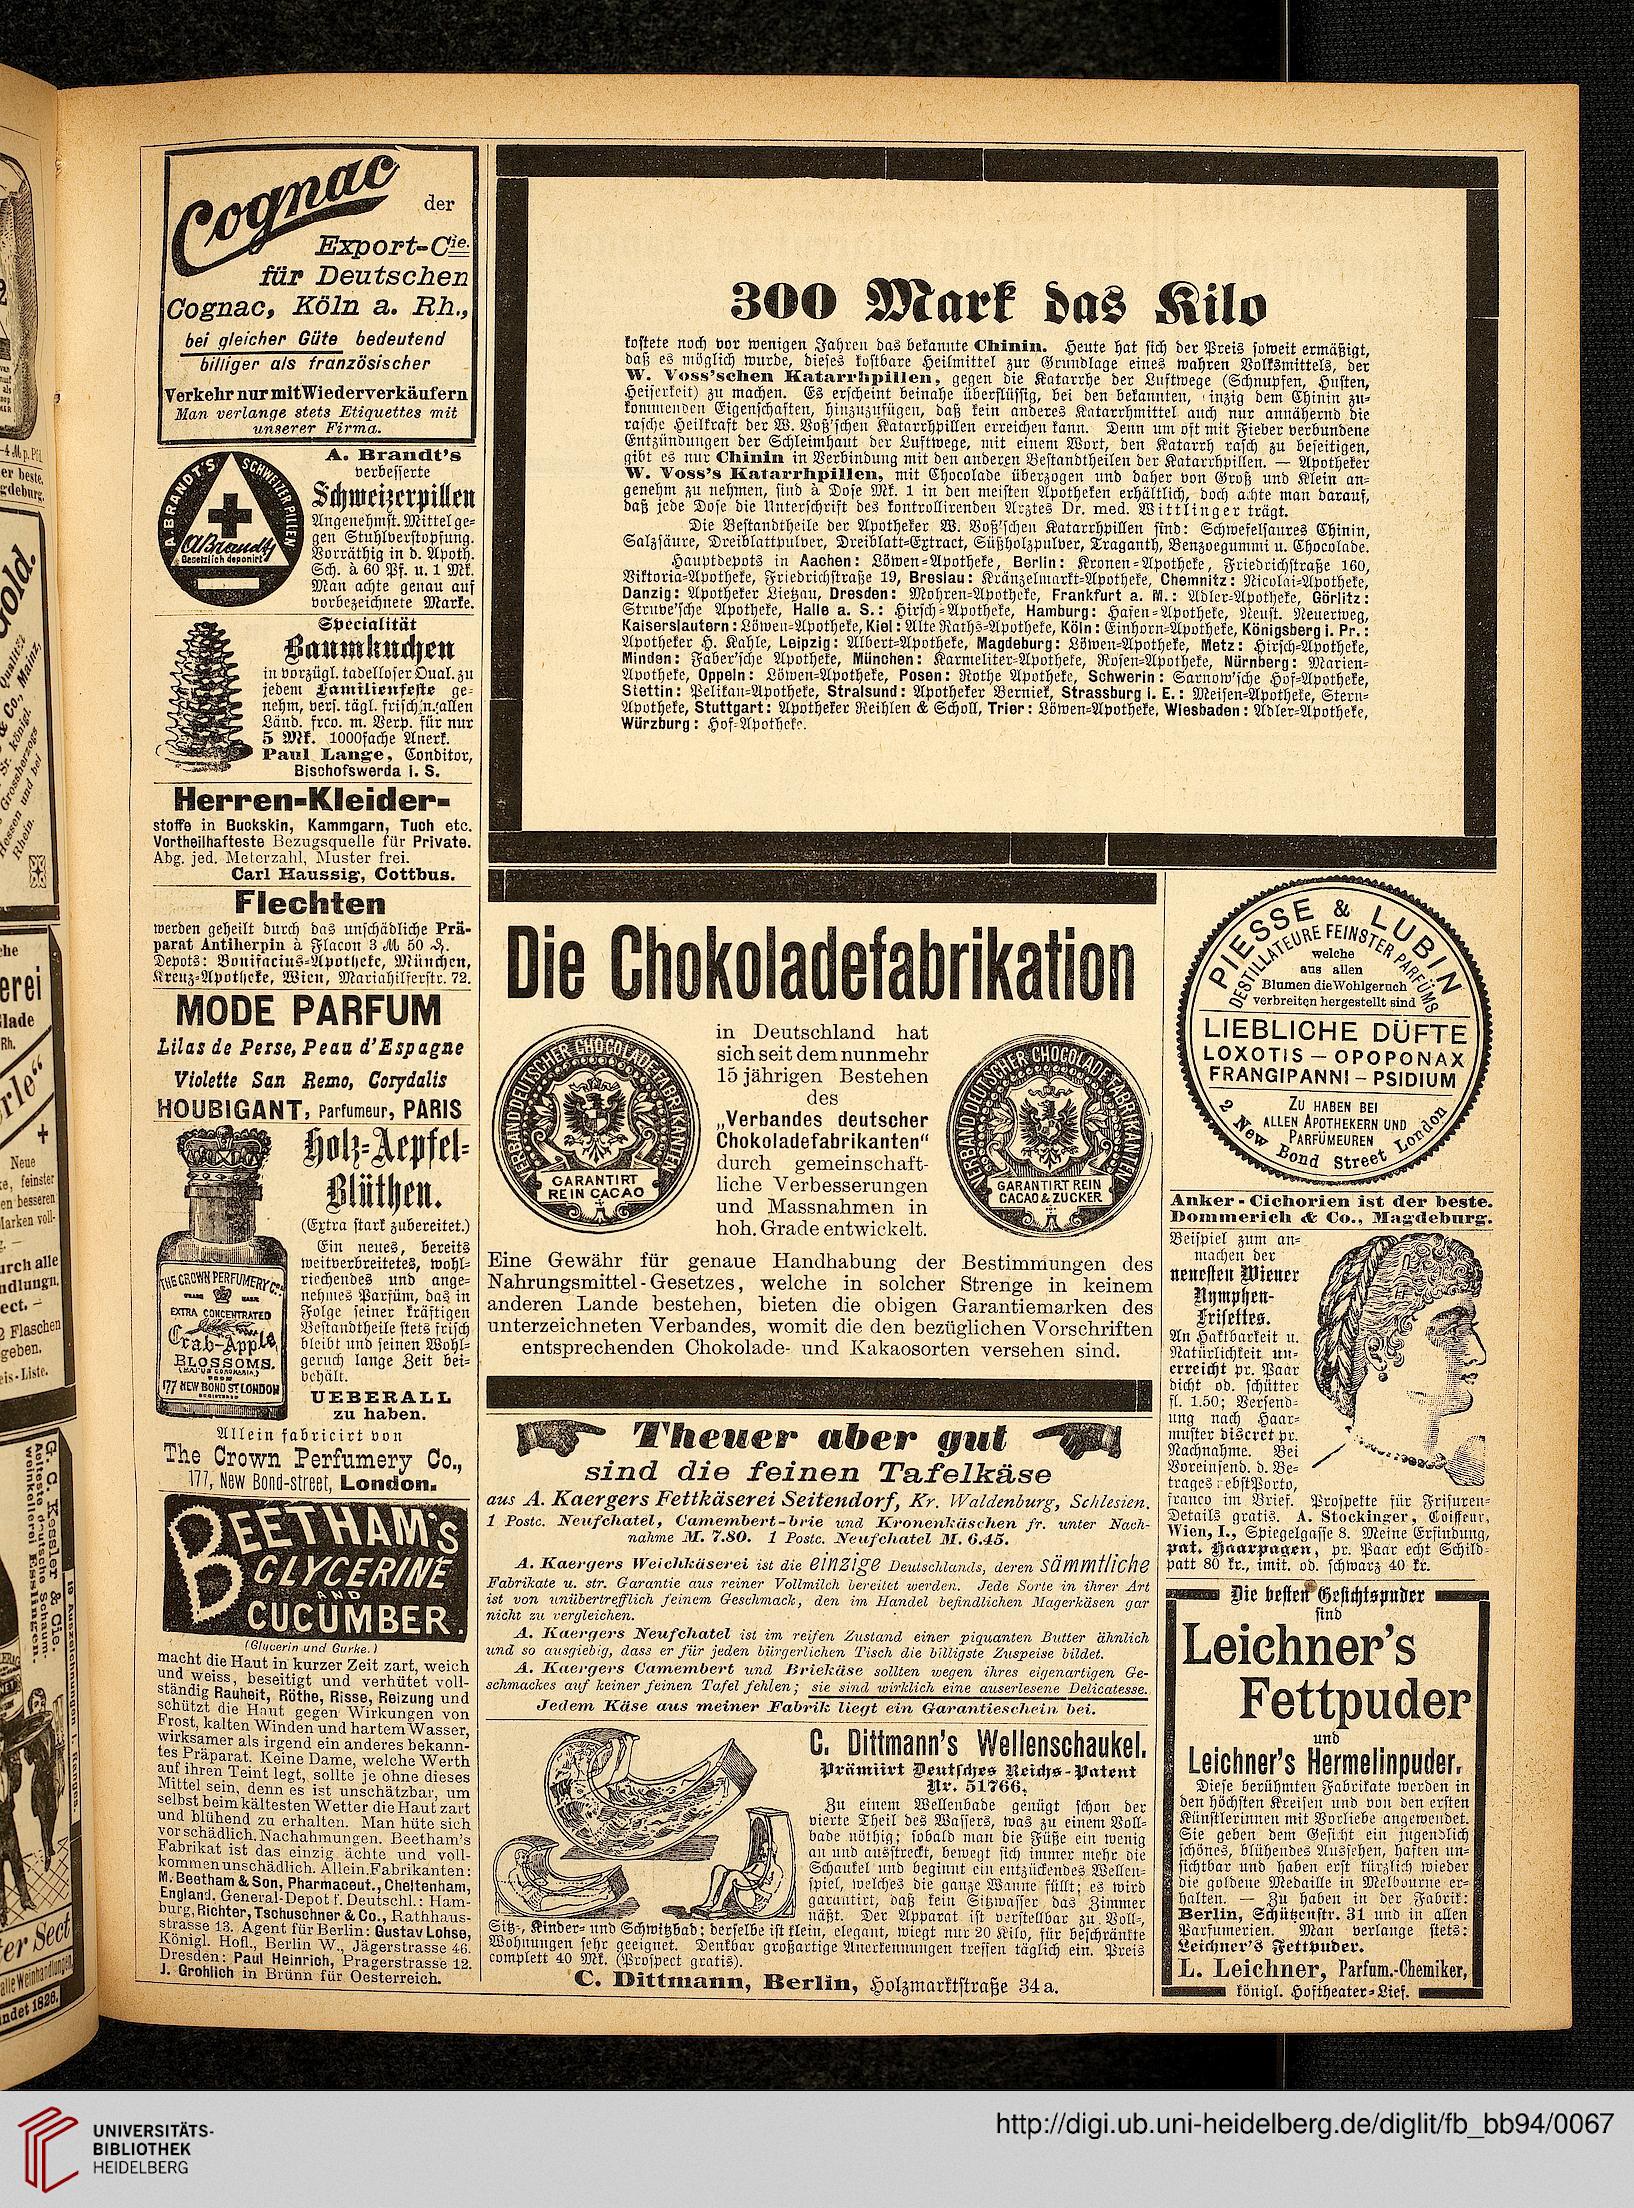 Cognac
der
Export-Cie.
für Deutschen
Cognac, Köln a. Rh.,
bei gleicher Güte bedeutend
billiger als französischer
Verkehr nur mit Wiederverkäufern
Man verlange stets Etiquettes mit
unserer Firma.
A. BRANDT'S SCHWEIZERPILLEN
ABrandt
Gesetzlich deponirt
A. Brandt's
verbesserte
Schweizerpillen
Angenehmst. Mittel ge-
gen Stuhlverstopfung.
Vorräthig in d. Apoth.
Sch. à 60 Pf. u. 1 Mk.
Man achte genau auf
vorbezeichnete Marke.
Specialität
Baumkuchen
in vorzügl. tadelloser Qual. zu
jedem Familienfeste ge-
nehm, vers. tägl. frisch n. allen
Länd. frco. m. Verp. für nur
5 Mk. 1000fache Anerk.
Paul Lange, Conditor,
Bischofswerda i. S.
Herren-Kleider-
stoffe in Buckskin, Kammgarn, Tuch etc.
Vortheilhafteste Bezugsquelle für Private.
Abg. jed. Meterzahl, Muster frei.
Carl Haussig, Cottbus.
Flechten
werden geheilt durch das unschädliche Prä-
parat Antiherpin à Flacon 3 M 50 ₰.
Depots: Bonifacius-Apotheke, München,
Kreuz-Apotheke, Wien, Mariahilferstr. 72.
MODE PARFUM
Lilas de Perse, Peau d'Espagne
Violette San Remo, Corydalis
HOUBIGANT, Parfumeur, PARIS
Holz-Aepfel-
Blüthen.
(Extra stark zubereitet.)
Ein neues, bereits
weitverbreitetes, wohl-
riechendes und ange-
nehmes Parfüm, das in
Folge seiner kräftigen
Bestandtheile stets frisch
bleibt und seinen Wohl-
geruch lange Zeit bei-
behält.
UEBERALL
zu haben.
THE CROWN PERFUMERY CO.
TRADE MARK
EXTRA CONCENTRATED
Crab-Apple
BLOSSOMS.
177 NEW BOND ST LONDON
Allein fabricirt von
The Crown Perfumery Co.,
177, New Bond-street, London.
BEETHAM'S
GLYCERINE
AND
CUCUMBER.
(Glycerin und Gurke.)
macht die Haut in kurzer Zeit zart, weich
und weiss, beseitigt und verhütet voll-
ständig Rauheit, Röthe, Risse, Reizung und
schützt die Haut gegen Wirkungen von
Frost, kalten Winden und hartem Wasser,
wirksamer als irgend ein anderes bekann-
tes Präparat. Keine Dame, welche Werth
auf ihren Teint legt, sollte je ohne dieses
Mittel sein, denn es ist unschätzbar, um
selbst beim kältesten Wetter die Haut zart
und blühend zu erhalten. Man hüte sich
vor schädlich. Nachahmungen. Beetham's
Fabrikat ist das einzig ächte und voll-
kommen unschädlich. Allein.Fabrikanten:
M. Beetham & Son, Pharmaceut., Cheltenham,
England. General-Depot f. Deutschl.: Ham-
burg, Richter, Tschuschner & Co., Rathhaus-
strasse 13. Agent für Berlin: Gustav Lohse,
Königl. Hofl., Berlin W., Jägerstrasse 46.
Dresden: Paul Heinrich, Pragerstrasse 12.
J. Grohlich in Brünn für Oesterreich.
300 Mark das Kilo
kostete noch vor wenigen Jahren das bekannte Chinin. Heute hat sich der Preis soweit ermäßigt,
daß es möglich wurde, dieses kostbare Heilmittel zur Grundlage eines wahren Volksmittels, der
W. Voss'schen Katarrhpillen, gegen die Katarrhe der Luftwege (Schnupfen, Husten,
Heiserkeit) zu machen. Es erscheint beinahe überflüssig, bei den bekannten, einzig dem Chinin zu-
kommenden Eigenschaften, hinzuzufügen, daß kein anderes Katarrhmittel auch nur annähernd die
rasche Heilkraft der W. Voß'schen Katarrhpillen erreichen kann. Denn um oft mit Fieber verbundene
Entzündungen der Schleimhaut der Luftwege, mit einem Wort, den Katarrh rasch zu beseitigen,
gibt es nur Chinin in Verbindung mit den anderen Bestandtheilen der Katarrhpillen. — Apotheker
W. Voss's Katarrhpillen, mit Chocolade überzogen und daher von Groß und Klein an-
genehm zu nehmen, sind à Dose Mk. 1 in den meisten Apotheken erhältlich, doch achte man darauf,
daß jede Dose die Unterschrift des kontrollirenden Arztes Dr. med. Wittlinger trägt.
Die Bestandtheile der Apotheker W. Voß'schen Katarrhpillen sind: Schwefelsaures Chinin,
Salzsäure, Dreiblattpulver, Dreiblatt-Extract, Süßholzpulver, Traganth, Benzoegummi u. Chocolade.
Hauptdepots in Aachen: Löwen-Apotheke, Berlin: Kronen-Apotheke, Friedrichstraße 160,
Viktoria-Apotheke, Friedrichstraße 19, Breslau: Kränzelmarkt-Apotheke, Chemnitz: Nicolai-Apotheke,
Danzig: Apotheker Lietzau, Dresden: Mohren-Apotheke, Frankfurt a. M.: Adler-Apotheke, Görlitz:
Struve'sche Apotheke, Halle a. S.: Hirsch-Apotheke, Hamburg: Hafen-Apotheke, Neust. Neuerweg,
Kaiserslautern: Löwen-Apotheke, Kiel: Alte Raths-Apotheke, Köln: Einhorn-Apotheke, Königsberg i. Pr.:
Apotheker H. Kahle, Leipzig: Albert-Apotheke, Magdeburg: Löwen-Apotheke, Metz: Hirsch-Apotheke,
Minden: Faber'sche Apotheke, München: Karmeliter-Apotheke, Rosen-Apotheke, Nürnberg: Marien-
Apotheke, Oppeln: Löwen-Apotheke, Posen: Rothe Apotheke, Schwerin: Sarnow'sche Hof-Apotheke,
Stettin: Pelikan-Apotheke, Stralsund: Apotheker Berniek, Strassburg i. E.: Meisen-Apotheke, Stern-
Apotheke, Stuttgart: Apotheker Reihlen & Scholl, Trier: Löwen-Apotheke, Wiesbaden: Adler-Apotheke,
Würzburg: Hof-Apotheke.
Die Chokoladefabrikation
VERBAND DEUTSCHER CHOCOLADE-FABRIKANTEN
GARANTIRT
REIN CACAO
in Deutschland hat
sich seit dem nunmehr
15 jährigen Bestehen
des
„Verbandes deutscher
Chokoladefabrikanten“
durch gemeinschaft-
liche Verbesserungen
und Massnahmen in
hoh. Grade entwickelt.
VERBAND DEUTSCHER CHOCOLADE-FABRIKANTEN
GARANTIRT REIN
CACAO & ZUCKER
Eine Gewähr für genaue Handhabung der Bestimmungen des
Nahrungsmittel-Gesetzes, welche in solcher Strenge in keinem
anderen Lande bestehen, bieten die obigen Garantiemarken des
unterzeichneten Verbandes, womit die den bezüglichen Vorschriften
entsprechenden Chokolade- und Kakaosorten versehen sind.
Theuer aber gut
sind die feinen Tafelkäse
aus A. Kaergers Fettkäserei Seitendorf, Kr. Waldenburg, Schlesien.
1 Postc. Neufchatel, Camembert-brie und Kronenkäschen fr. unter Nach-
nahme M. 7.80. 1 Postc. Neufchatel M. 6.45.
A. Kaergers Weichkäserei ist die einzige Deutschlands, deren sämmtliche
Fabrikate u. str. Garantie aus reiner Vollmilch bereitet werden. Jede Sorte in ihrer Art
ist von unübertrefflich feinem Geschmack, den im Handel befindlichen Magerkäsen gar
nicht zu vergleichen.
A. Kaergers Neufchatel ist im reifen Zustand einer piquanten Butter ähnlich
und so ausgiebig, dass er für jeden bürgerlichen Tisch die billigste Zuspeise bildet.
A. Kaergers Camembert und Briekäse sollten wegen ihres eigenartigen Ge-
schmackes auf keiner feinen Tafel fehlen; sie sind wirklich eine auserlesene Delicatesse.
Jedem Käse aus meiner Fabrik liegt ein Garantieschein bei.
C. Dittmann's Wellenschaukel.
Prämiirt Deutsches Reichs-Patent
Nr. 51766.
Zu einem Wellenbade genügt schon der
vierte Theil des Wassers, was zu einem Voll-
bade nöthig; sobald man die Füße ein wenig
an und ausstreckt, bewegt sich immer mehr die
Schaukel und beginnt ein entzückendes Wellen-
spiel, welches die ganze Wanne füllt; es wird
garantirt, daß kein Sitzwasser das Zimmer
näßt. Der Apparat ist verstellbar zu Voll-,
Sitz-, Kinder- und Schwitzbad; derselbe ist klein, elegant, wiegt nur 20 Kilo, für beschränkte
Wohnungen sehr geeignet. Denkbar großartige Anerkennungen treffen täglich ein. Preis
complett 40 Mk. (Prospect gratis).
C. Dittmann, Berlin, Holzmarktstraße 34 a.
PIESSE & LUBIN
DESTILLATEURE FEINSTER PARFÜMS
welche
aus allen
Blumen die Wohlgeruch
verbreiten hergestellt sind
LIEBLICHE DÜFTE
LOXOTIS — OPOPONAX
FRANGIPANNI — PSIDIUM
ZU HABEN BEI
ALLEN APOTHEKERN UND
PARFÜMEUREN
2 New Bond Street London
Anker-Cichorien ist der beste.
Dommerich & Co., Magdeburg.
Beispiel zum an-
machen der
neuesten Wiener
Nymphen-
Frisettes.
An Haftbarkeit u.
Natürlichkeit un-
erreicht pr. Paar
dicht od. schütter
fl. 1.50; Versend-
ung nach Haar-
muster discret pr.
Nachnahme. Bei
Voreinsend. d. Be-
trages nebst Porto,
franco im Brief. Prospekte für Frisuren-
Details gratis. A. Stockinger, Coiffeur,
Wien, I., Spiegelgasse 8. Meine Erfindung,
pat. Haarpagen, pr. Paar echt Schild-
patt 80 kr., imit. od. schwarz 40 kr.
Die besten Gesichtspuder
sind
Leichner's
Fettpuder
und
Leichner's Hermelinpuder.
Diese berühmten Fabrikate werden in
den höchsten Kreisen und von den ersten
Künstlerinnen mit Vorliebe angewendet.
Sie geben dem Gesicht ein jugendlich
schönes, blühendes Aussehen, haften un-
sichtbar und haben erst kürzlich wieder
die goldene Medaille in Melbourne er-
halten. — Zu haben in der Fabrik:
Berlin, Schützenstr. 31 und in allen
Parfumerien. Man verlange stets:
Leichner's Fettpuder.
L. Leichner, Parfum.-Chemiker,
königl. Hoftheater-Lief.
G. C. Kessler & Cie.
Aelteste deutsche Schaum-
weinkellerei Esslingen.
19 Auszeichnungen I. Ranges.
UNIVERSITÄTS-
BIBLIOTHEK
HEIDELBERG
http://digi.ub.uni-heidelberg.de/diglit/fb_bb94/0067